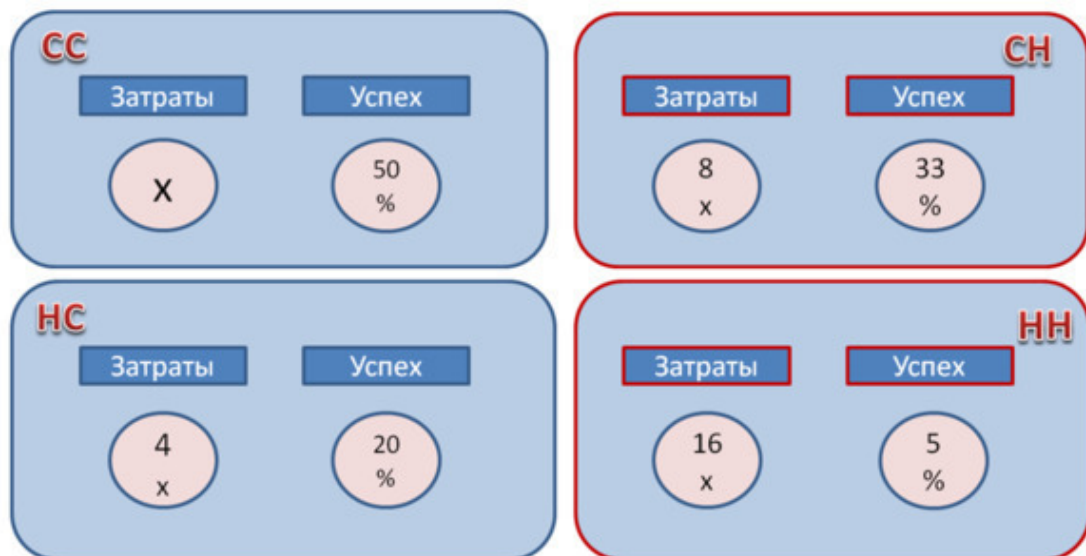 СС
Затраты Успех
х
50
%
СН
Затраты Успех
8
х
33
%
НС
Затраты Успех
4
х
20
%
НН
Затраты Успех
16
х
5
%